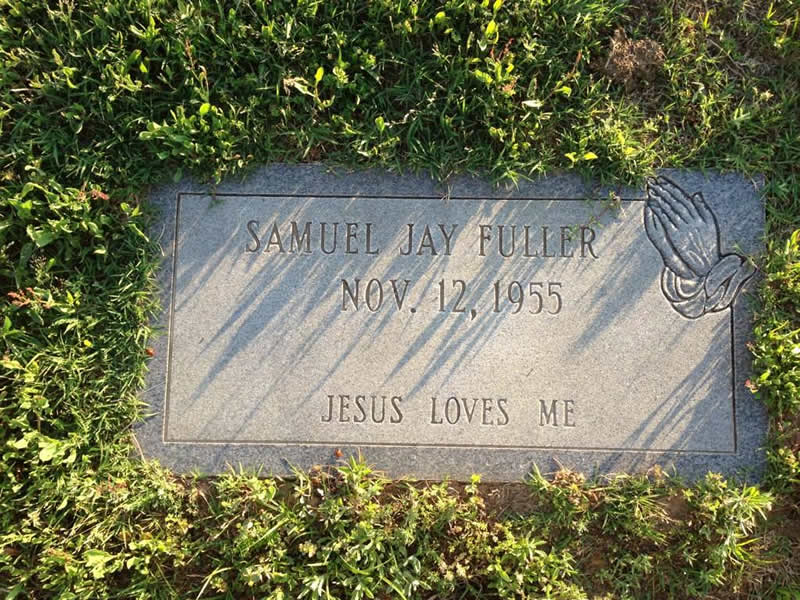 SAMUEL JAY FULLER
NOV. 12, 1955
JESUS LOVES ME